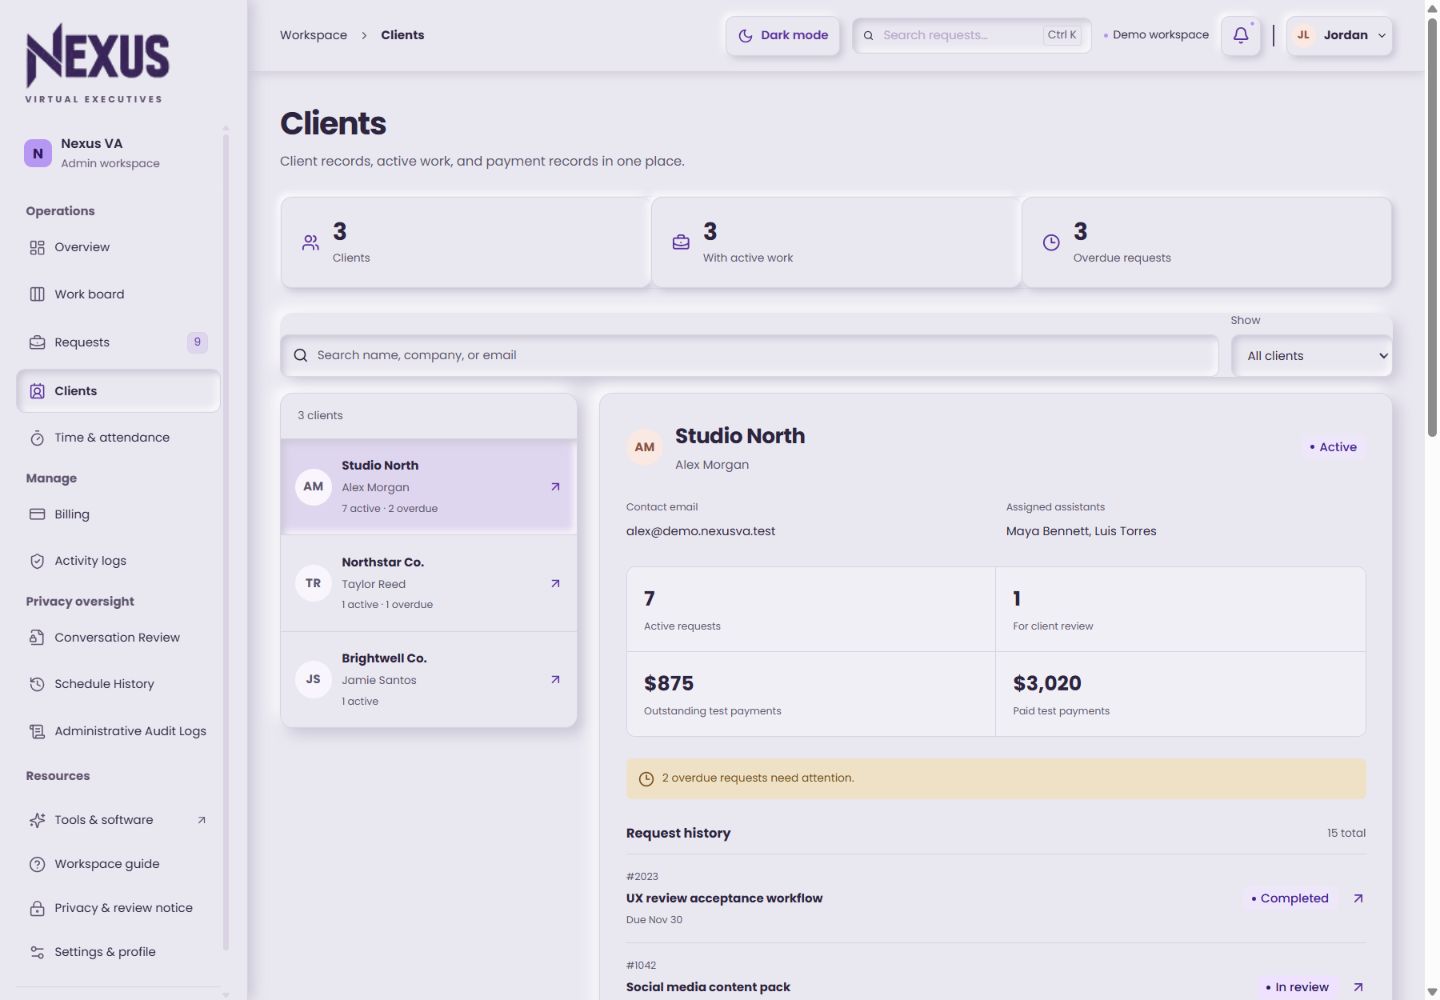 NEXUS
VIRTUAL EXECUTIVES
N
Nexus VA
Admin workspace
Operations
Overview
Work board
Requests 9
Clients
Time & attendance
Manage
Billing
Activity logs
Privacy oversight
Conversation Review
Schedule History
Administrative Audit Logs
Resources
Tools & software
Workspace guide
Privacy & review notice
Settings & profile
Workspace > Clients
Dark mode
Search requests...
Ctrl K
Demo workspace
JL Jordan
Clients
Client records, active work, and payment records in one place.
3
Clients
3
With active work
3
Overdue requests
Show
Search name, company, or email
All clients
3 clients
AM
Studio North
Alex Morgan
7 active · 2 overdue
TR
Northstar Co.
Taylor Reed
1 active · 1 overdue
JS
Brightwell Co.
Jamie Santos
1 active
AM
Studio North
Alex Morgan
• Active
Contact email
alex@demo.nexusva.test
Assigned assistants
Maya Bennett, Luis Torres
7
Active requests
1
For client review
$875
Outstanding test payments
$3,020
Paid test payments
2 overdue requests need attention.
Request history
15 total
#2023
UX review acceptance workflow
Due Nov 30
• Completed
#1042
Social media content pack
• In review